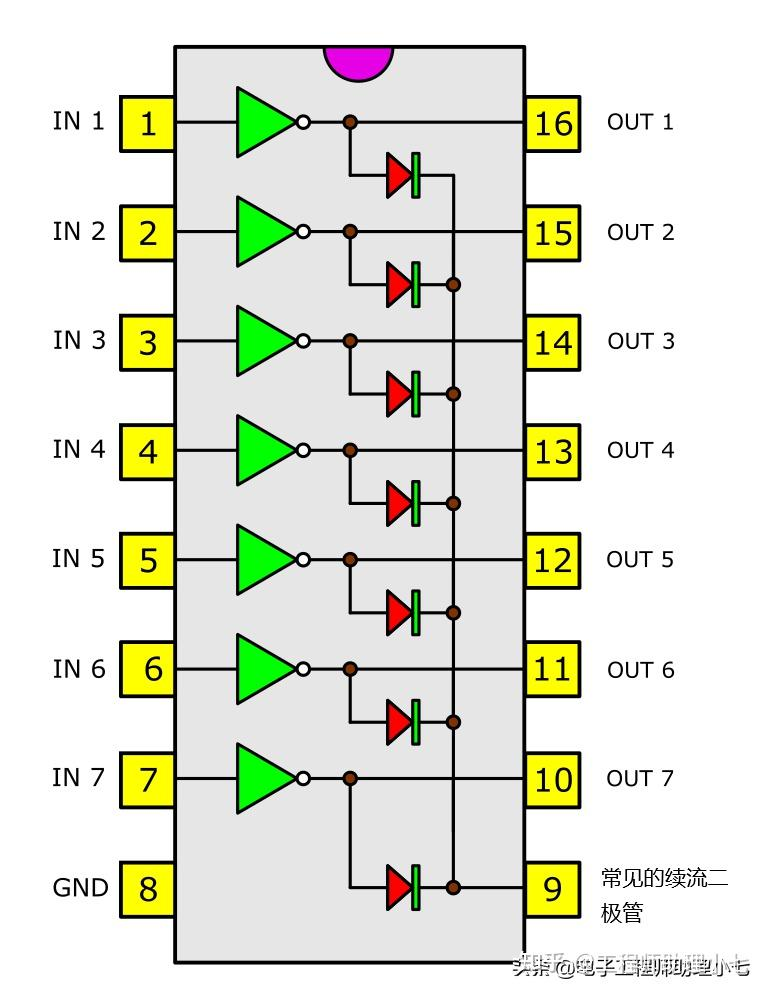 IN 1 1 16 OUT 1
IN 2 2 15 OUT 2
IN 3 3 14 OUT 3
IN 4 4 13 OUT 4
IN 5 5 12 OUT 5
IN 6 6 11 OUT 6
IN 7 7 10 OUT 7
GND 8 9 常见的续流二
极管
头条 @电子工程师助理小七